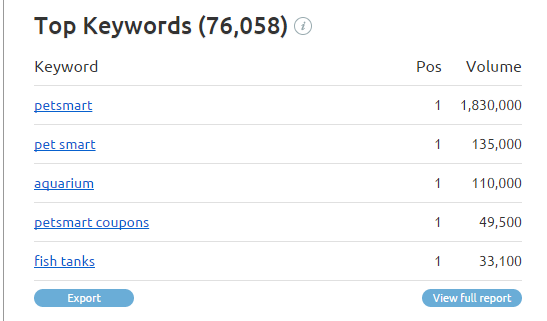 Top Keywords (76,058) i
Keyword Pos Volume
petsmart 1 1,830,000
pet smart 1 135,000
aquarium 1 110,000
petsmart coupons 1 49,500
fish tanks 1 33,100
Export View full report